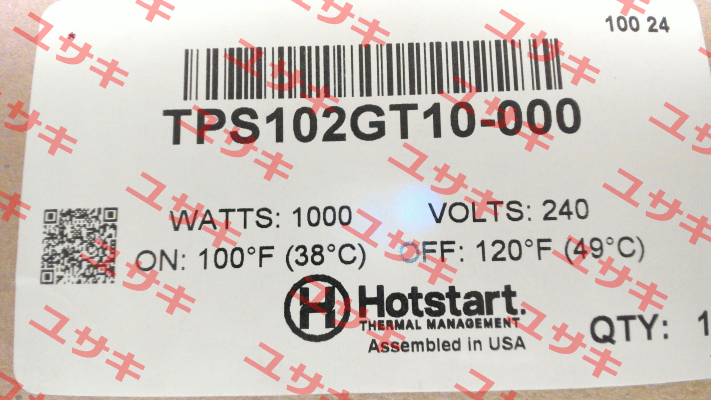 100 24
TPS102GT10-000
WATTS: 1000 VOLTS: 240
ON: 100°F (38°C) OFF: 120°F (49°C)
H Hotstart.
THERMAL MANAGEMENT
Assembled in USA
QTY: 1
ユサキ